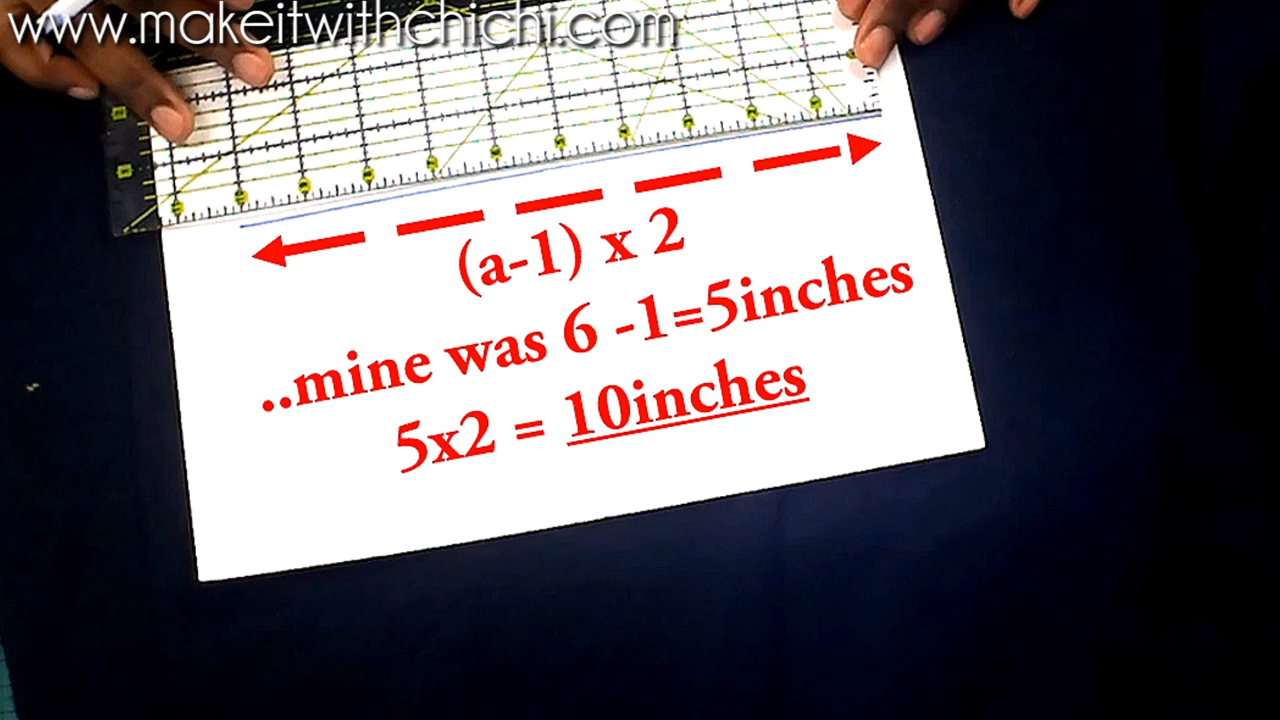 www.makeitwithchichi.com
(a-1) x 2
..mine was 6 -1=5inches
5x2 = 10inches